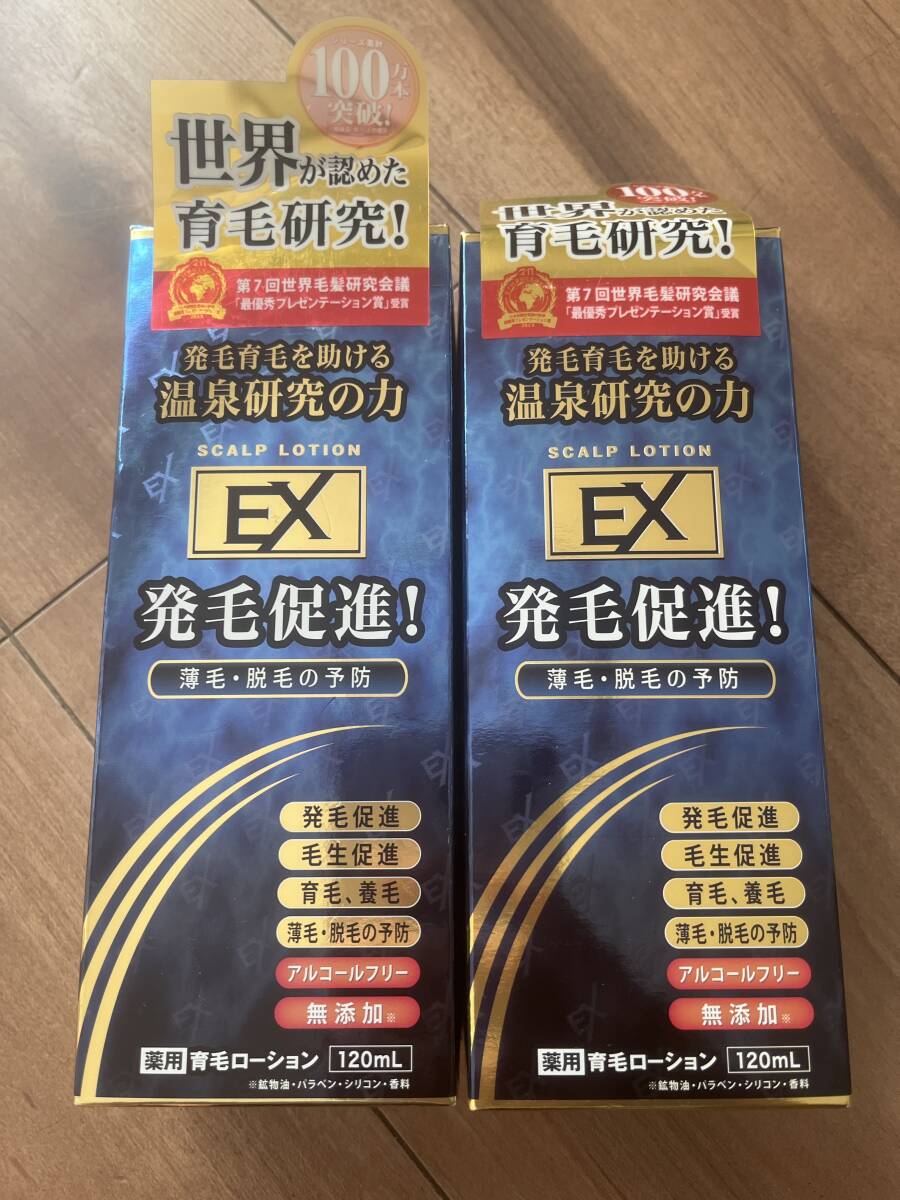 シリーズ累計
100万本
突破!
世界が認めた
育毛研究!
第7回世界毛髪研究会議
「最優秀プレゼンテーション賞」受賞
発毛育毛を助ける
温泉研究の力
SCALP LOTION
EX
発毛促進!
薄毛・脱毛の予防
発毛促進
毛生促進
育毛、養毛
薄毛・脱毛の予防
アルコールフリー
無添加※
薬用 育毛ローション 120mL
※鉱物油・パラベン・シリコン・香料
100万本
突破!
世界が認めた
育毛研究!
第7回世界毛髪研究会議
「最優秀プレゼンテーション賞」受賞
発毛育毛を助ける
温泉研究の力
SCALP LOTION
EX
発毛促進!
薄毛・脱毛の予防
発毛促進
毛生促進
育毛、養毛
薄毛・脱毛の予防
アルコールフリー
無添加※
薬用 育毛ローション 120mL
※鉱物油・パラベン・シリコン・香料